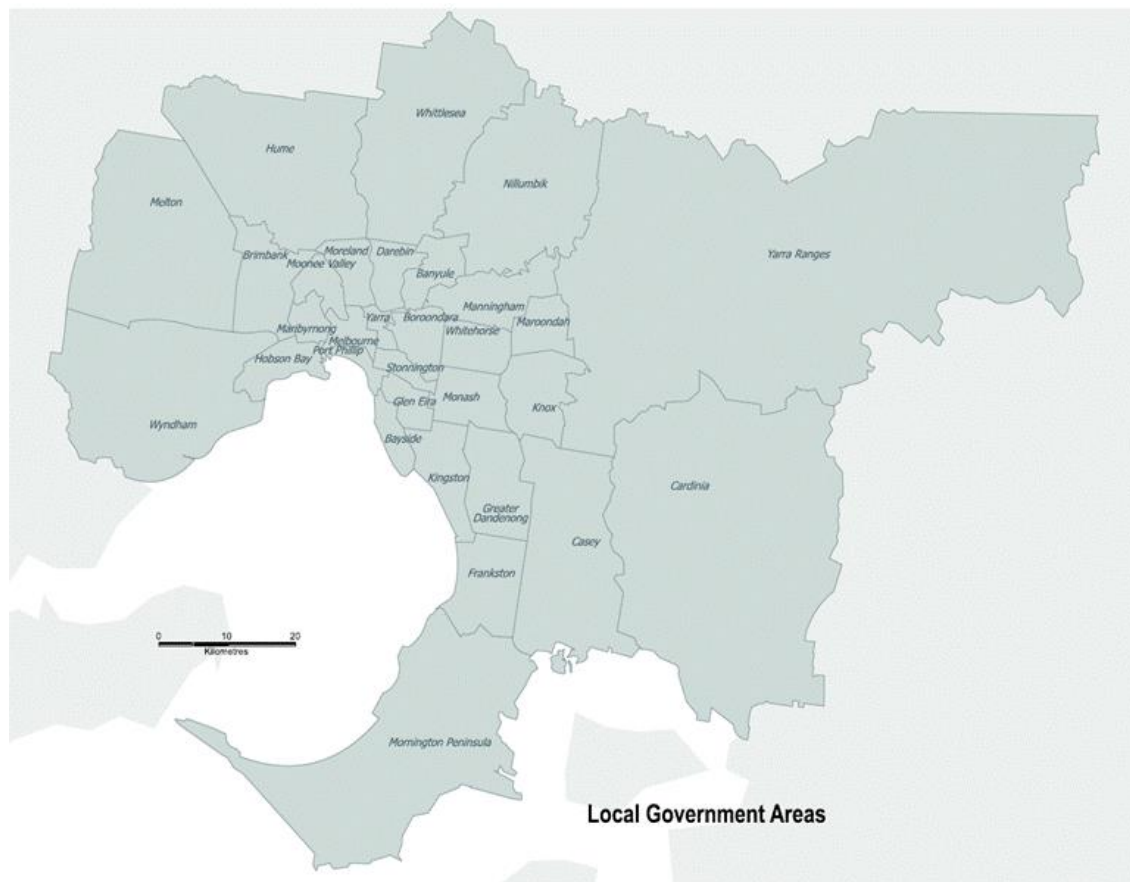 Whittlesea
Hume
Nillumbik
Melton
Yarra Ranges
Moreland
Darebin
Brimbank
Moonee Valley
Banyule
Manningham
Yarra
Boroondara
Maroondah
Maribyrnong
Whitehorse
Melbourne
Port Phillip
Hobson Bay
Stonnington
Glen Eira
Monash
Knox
Wyndham
Bayside
Kingston
Cardinia
Greater
Dandenong
Casey
Frankston
0 10 20
Kilometres
Mornington Peninsula
Local Government Areas